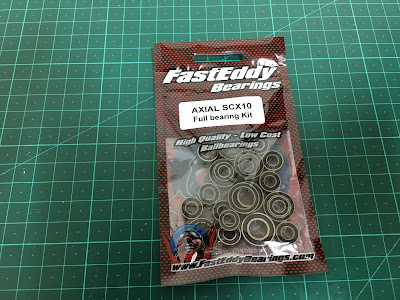 FastEddy
Bearings
AXIAL SCX10
Full bearing Kit
High Quality - Low Cost
Ballbearings
www.FastEddyBearings.com